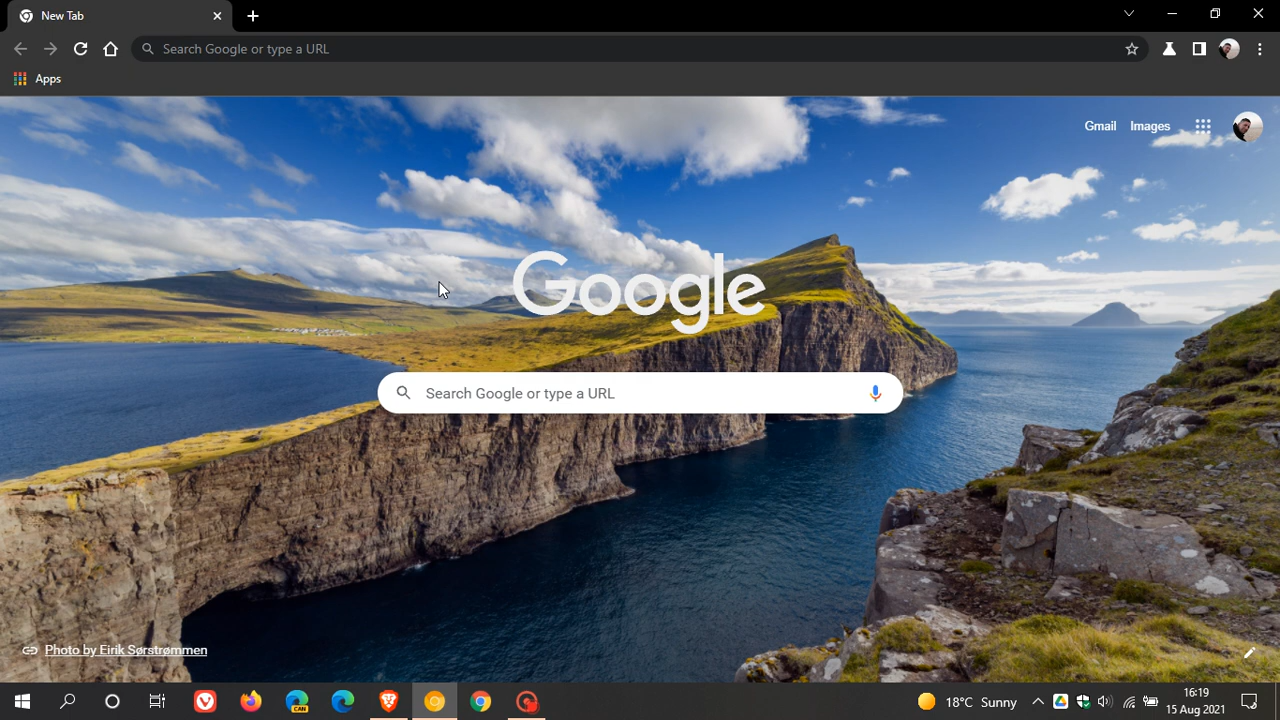 New Tab
Search Google or type a URL
Apps
Gmail Images
Google
Search Google or type a URL
Photo by Eirik Sørstrømmen
CAN
18°C Sunny
16:19
15 Aug 2021